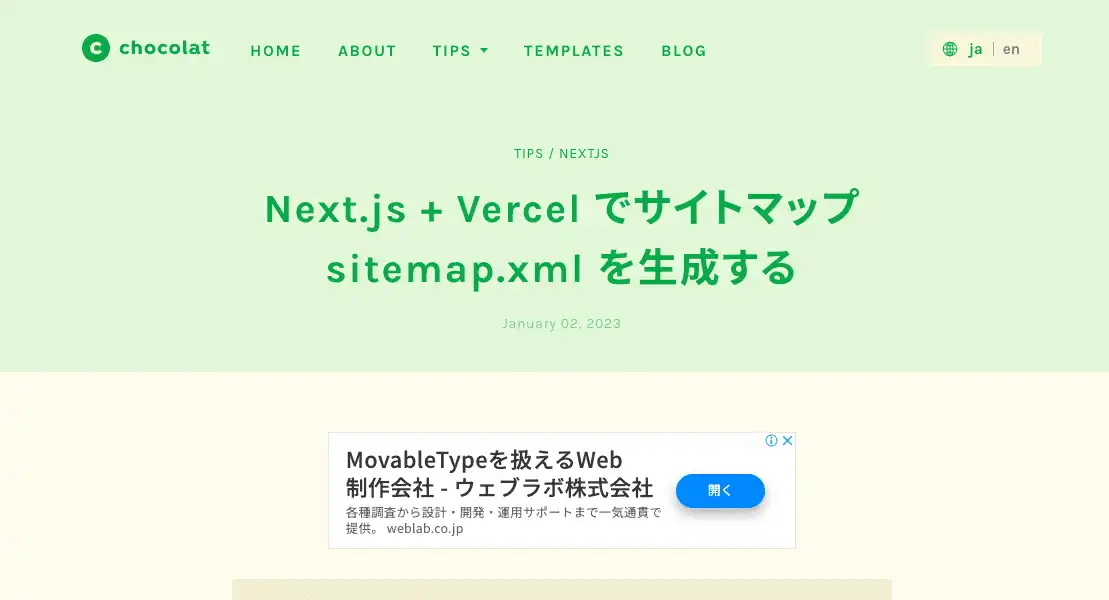 chocolat
HOME ABOUT TIPS TEMPLATES BLOG
ja | en
TIPS / NEXTJS
Next.js + Vercel でサイトマップ
sitemap.xml を生成する
January 02, 2023
MovableTypeを扱えるWeb
制作会社 - ウェブラボ株式会社
各種調査から設計・開発・運用サポートまで一気通貫で
提供。 weblab.co.jp
開く